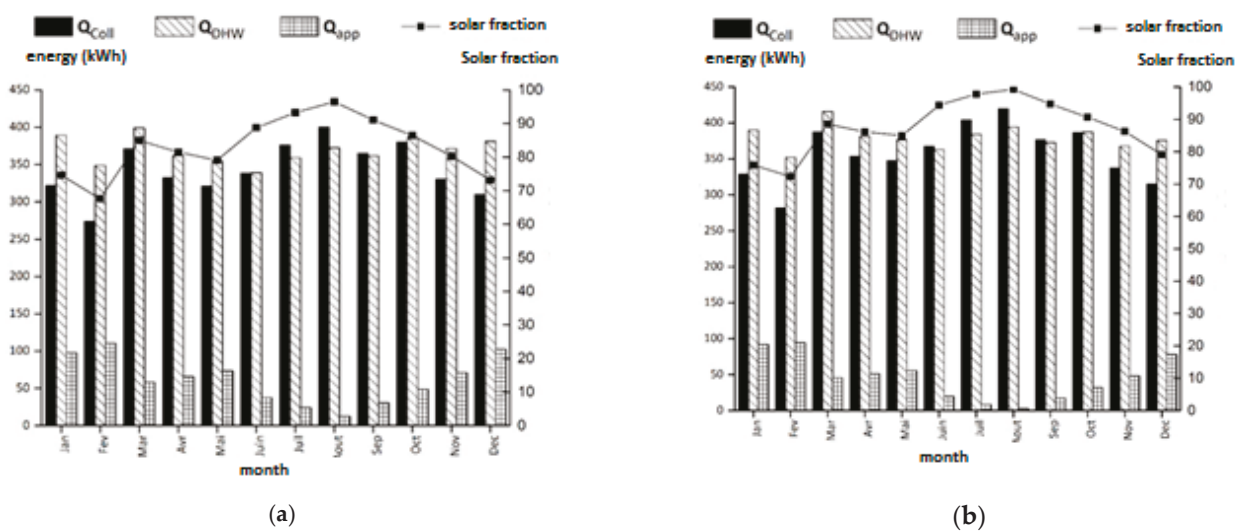 Q_Coll Q_DHW Q_app solar fraction
energy (kWh) Solar fraction
450 100
400 90
350 80
300 70
250 60
200 50
150 40
100 30
50 20
0 10
0
Jan Fev Mar Avr Mai Juin Juil Aout Sep Oct Nov Dec
month
(a)
Q_Coll Q_DHW Q_app solar fraction
energy (kWh) Solar fraction
450 100
400 90
350 80
300 70
250 60
200 50
150 40
100 30
50 20
0 10
0
Jan Fev Mar Avr Mai Juin Juil Aout Sep Oct Nov Dec
month
(b)